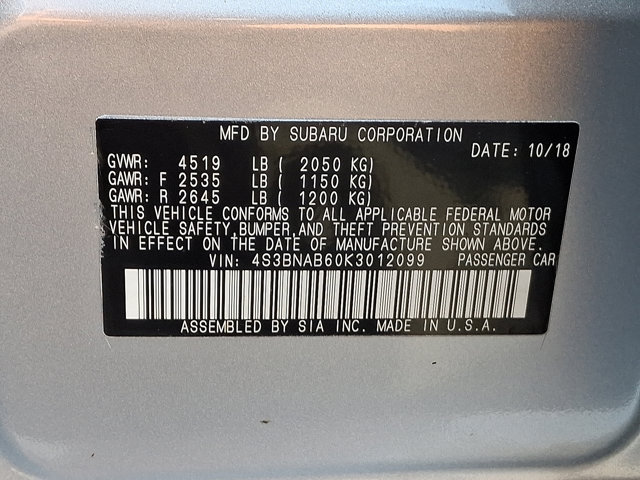 MFD BY SUBARU CORPORATION
DATE: 10/18
GVWR: 4519 LB ( 2050 KG)
GAWR: F 2535 LB ( 1150 KG)
GAWR: R 2645 LB ( 1200 KG)
THIS VEHICLE CONFORMS TO ALL APPLICABLE FEDERAL MOTOR
VEHICLE SAFETY,BUMPER,AND THEFT PREVENTION STANDARDS
IN EFFECT ON THE DATE OF MANUFACTURE SHOWN ABOVE.
VIN: 4S3BNAB60K3012099 PASSENGER CAR
ASSEMBLED BY SIA INC. MADE IN U.S.A.